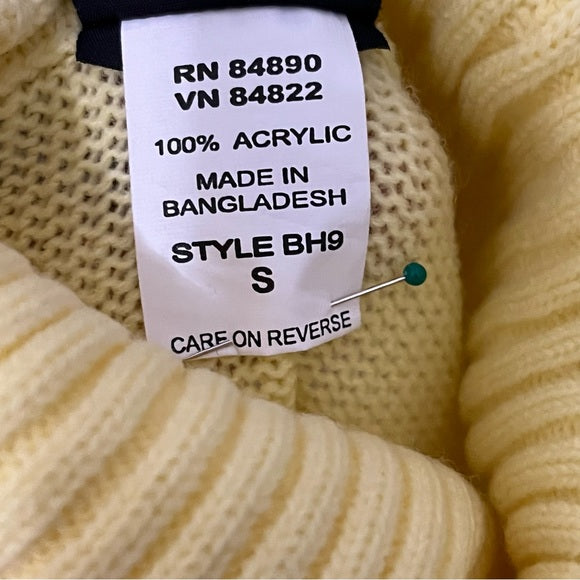 RN 84890
VN 84822
100% ACRYLIC
MADE IN
BANGLADESH
STYLE BH9
S
CARE ON REVERSE